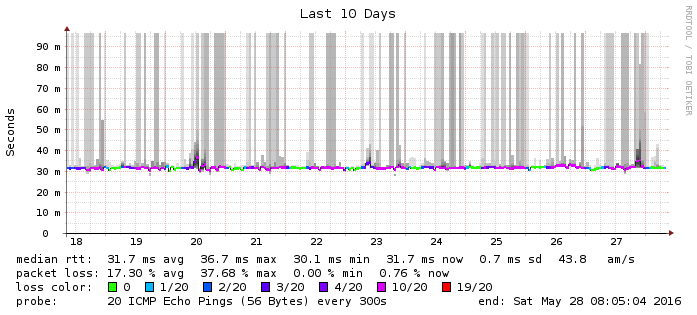 Last 10 Days
RRDTOOL / TOBI OETIKER
Seconds
90 m
80 m
70 m
60 m
50 m
40 m
30 m
20 m
10 m
0
18 19 20 21 22 23 24 25 26 27
median rtt: 31.7 ms avg 36.7 ms max 30.1 ms min 31.7 ms now 0.7 ms sd 43.8 am/s
packet loss: 17.30 % avg 37.68 % max 0.00 % min 0.76 % now
loss color: 0 1/20 2/20 3/20 4/20 10/20 19/20
probe: 20 ICMP Echo Pings (56 Bytes) every 300s end: Sat May 28 08:05:04 2016